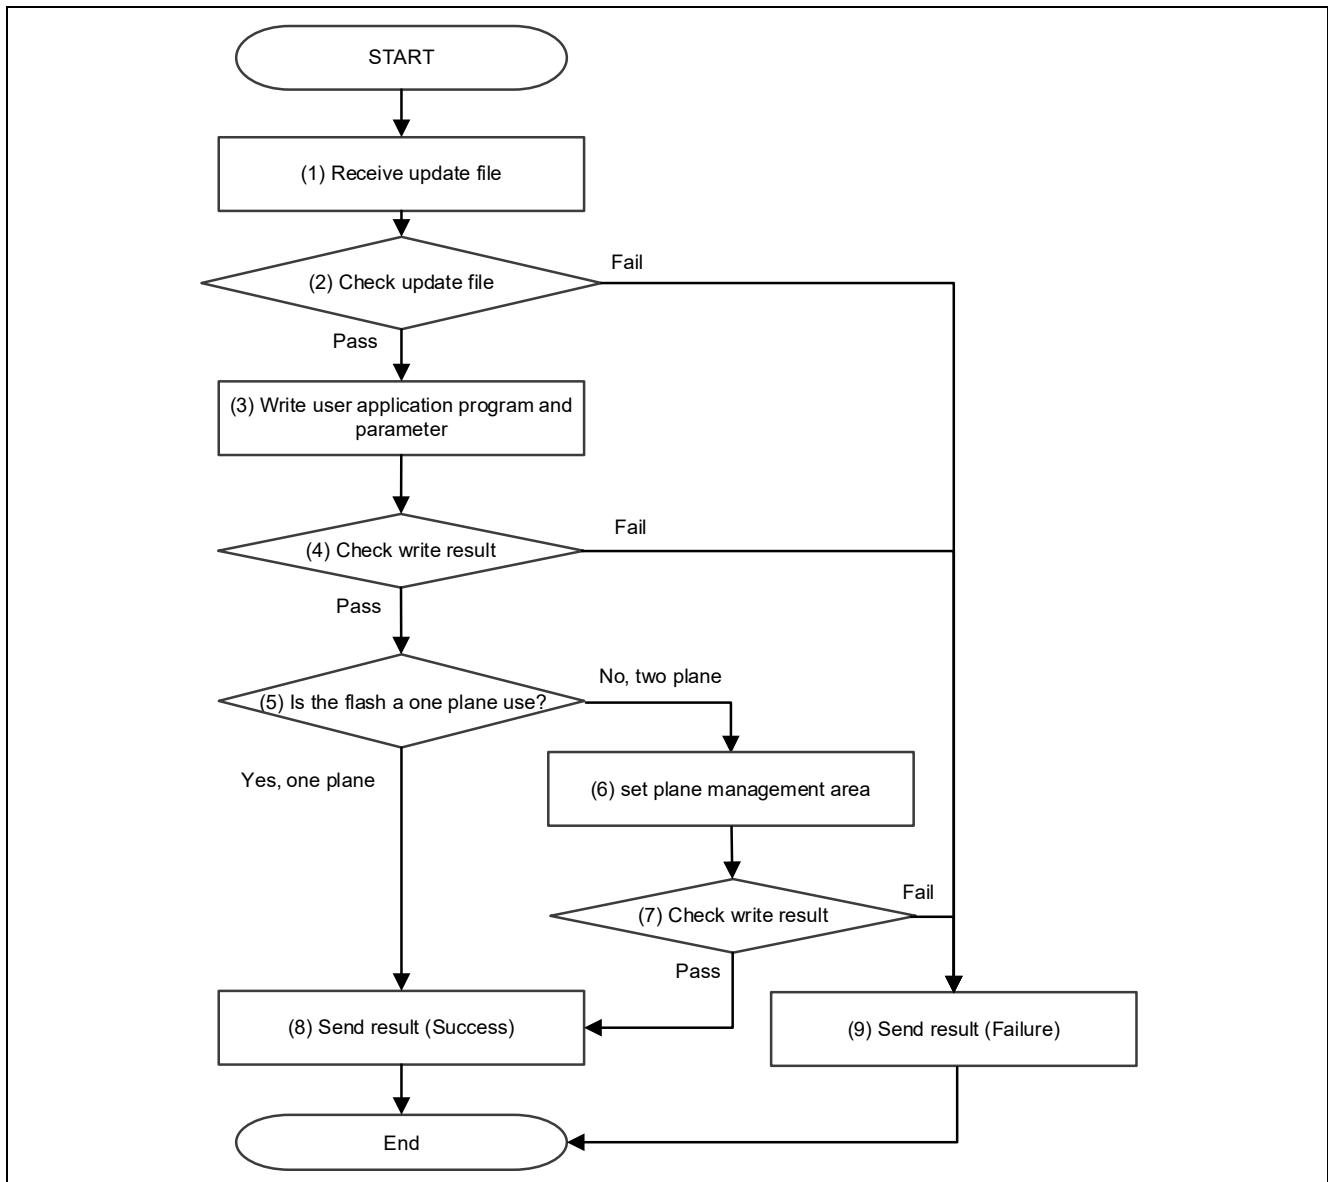 START
(1) Receive update file
Fail
(2) Check update file
Pass
(3) Write user application program and
parameter
Fail
(4) Check write result
Pass
No, two plane
(5) Is the flash a one plane use?
Yes, one plane
(6) set plane management area
Fail
(7) Check write result
Pass
(8) Send result (Success)
(9) Send result (Failure)
End